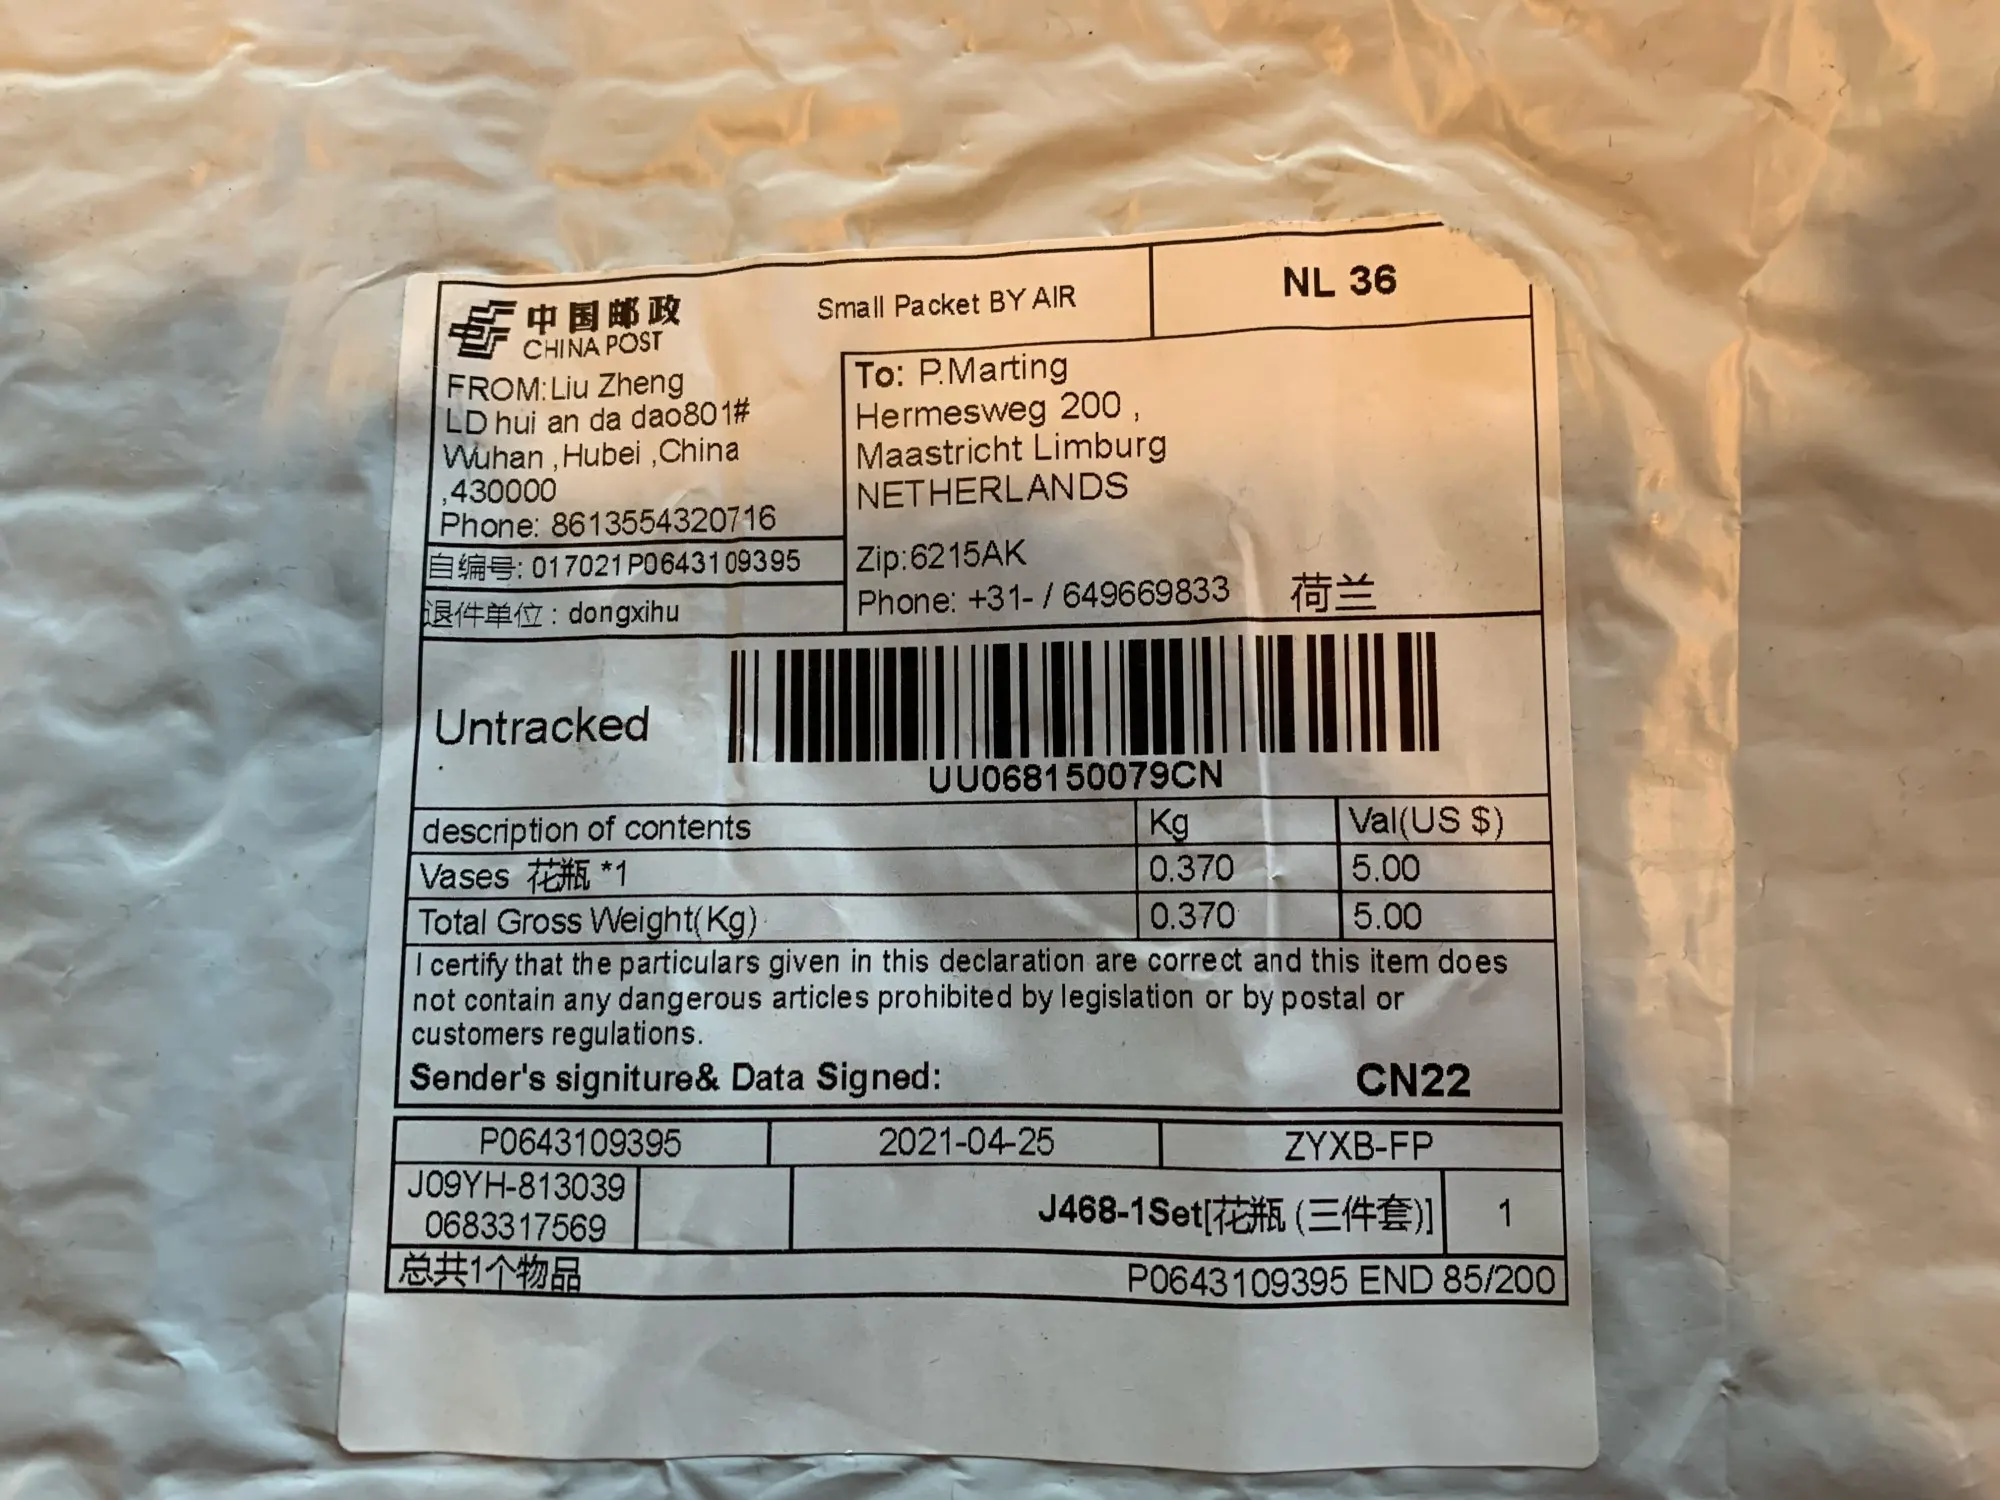 中国邮政
CHINA POST
Small Packet BY AIR
NL 36
FROM:Liu Zheng
LD hui an da dao801#
Wuhan ,Hubei ,China
,430000
Phone: 8613554320716
自编号: 017021P0643109395
退件单位 : dongxihu
To: P.Marting
Hermesweg 200 ,
Maastricht Limburg
NETHERLANDS
Zip:6215AK
Phone: +31- / 649669833 荷兰
Untracked
UU068150079CN
description of contents Kg Val(US $)
Vases 花瓶 *1 0.370 5.00
Total Gross Weight(Kg) 0.370 5.00
I certify that the particulars given in this declaration are correct and this item does
not contain any dangerous articles prohibited by legislation or by postal or
customers regulations.
Sender's signiture& Data Signed: CN22
P0643109395 2021-04-25 ZYXB-FP
J09YH-813039
0683317569
J468-1Set[花瓶 (三件套)] 1
总共1个物品 P0643109395 END 85/200